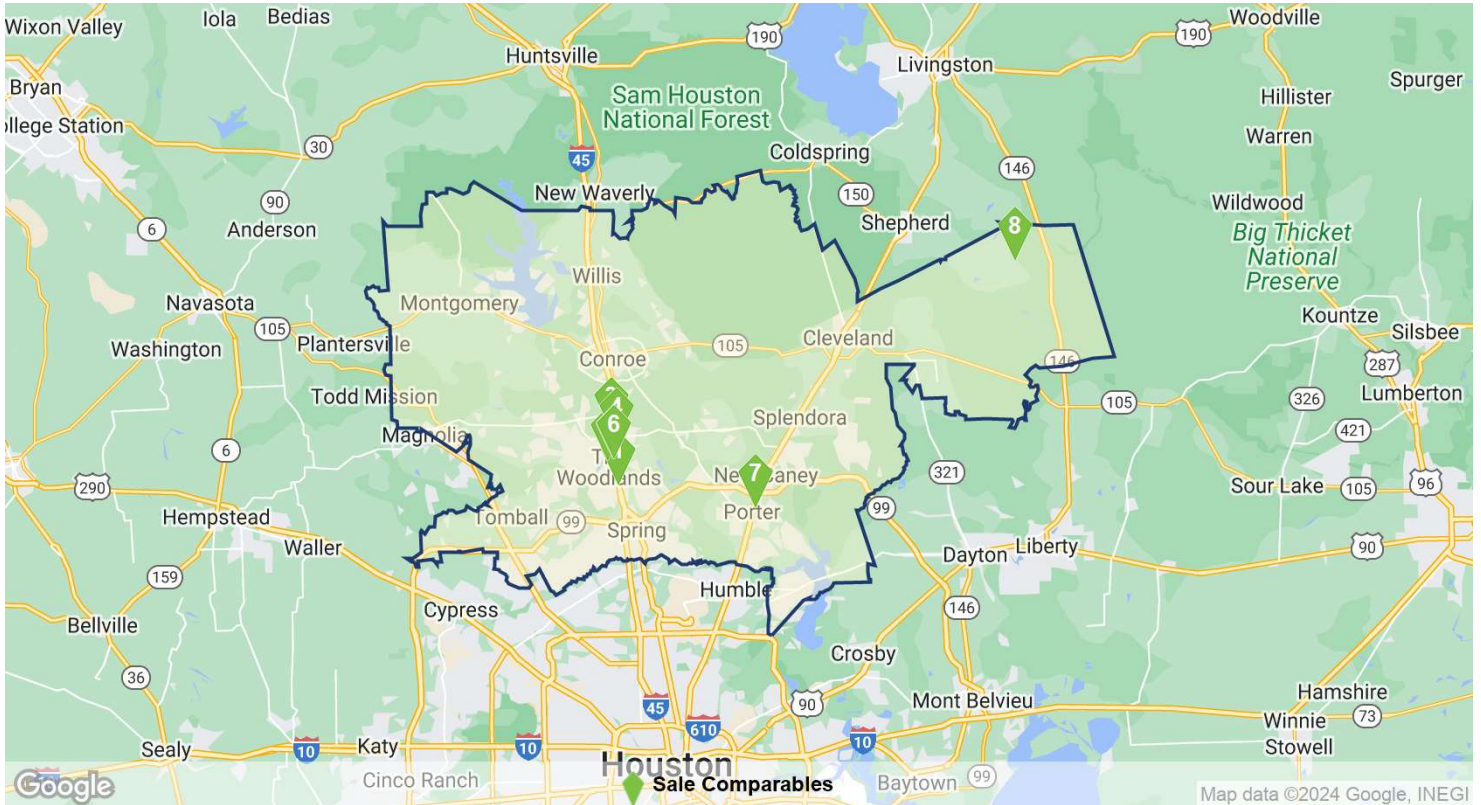 Wixon Valley
Iola
Bedias
190
Woodville
190
Huntsville
Livingston
Bryan
Spurger
Sam Houston
National Forest
Hillister
ollege Station
Warren
30
45
Coldspring
146
146
New Waverly
150
90
Anderson
Shepherd
8
Wildwood
6
Big Thicket
National
Preserve
Willis
Navasota
Montgomery
Kountze
Silsbee
105
Plantersville
Washington
105
Cleveland
Conroe
146
287
Todd Mission
4
105
326
Lumberton
6
Splendora
Magnolia
421
6
Woodlands
7
321
290
Sour Lake
105
96
Porter
Hempstead
Tomball
99
Spring
99
Waller
Dayton
Liberty
90
159
Humble
Cypress
146
Bellville
Crosby
36
Mont Belvieu
Hamshire
45
610
90
73
Winnie
Sealy
10
Katy
10
10
Stowell
Houston
Cinco Ranch
Baytown
99
Google
Sale Comparables
Map data ©2024 Google, INEGI